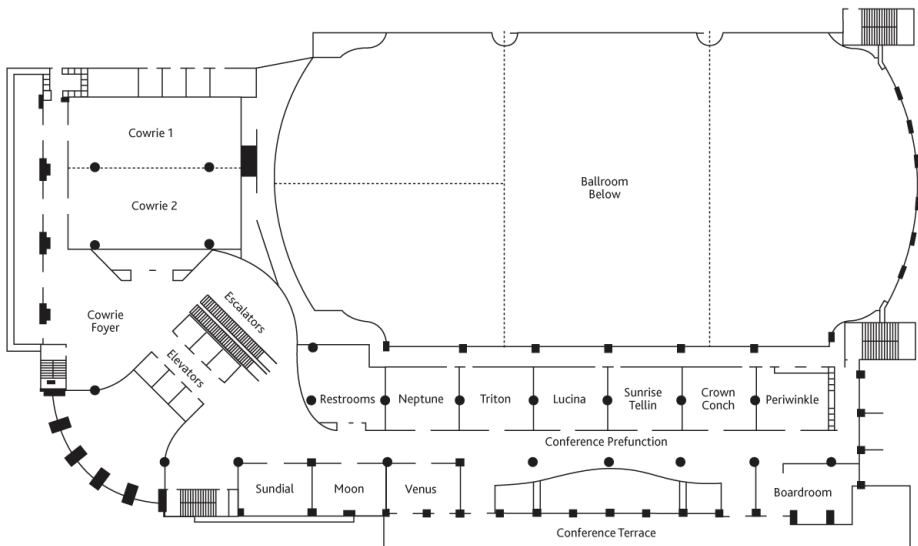 Cowrie 1
Cowrie 2
Ballroom
Below
Cowrie
Foyer
Escalators
Elevators
Restrooms
Neptune
Triton
Lucina
Sunrise
Tellin
Crown
Conch
Periwinkle
Conference Prefunction
Sundial
Moon
Venus
Boardroom
Conference Terrace